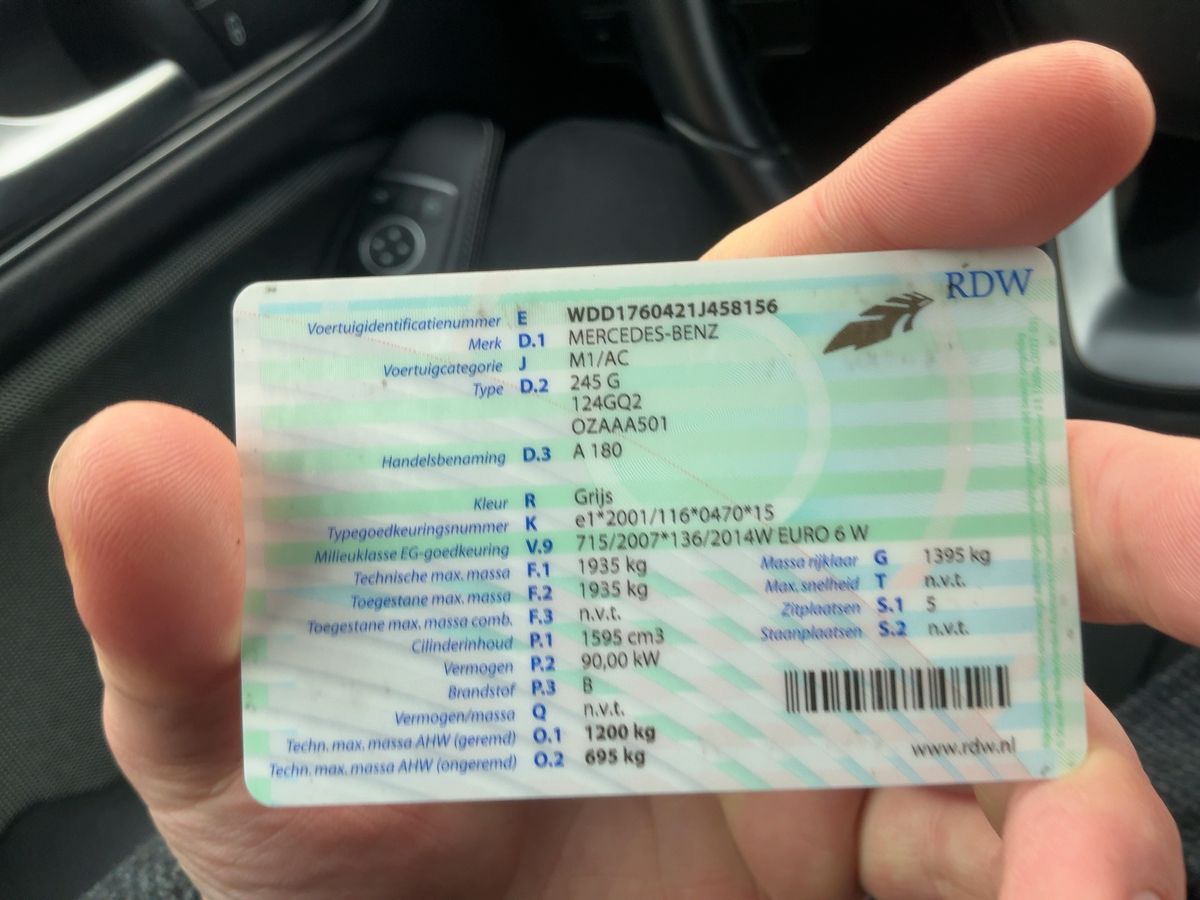 RDW
Voertuigidentificatienummer E WDD1760421J458156
Merk D.1 MERCEDES-BENZ
Voertuigcategorie J M1/AC
Type D.2 245 G
124GQ2
OZAAA501
Handelsbenaming D.3 A 180
Kleur R Grijs
Typegoedkeuringsnummer K e1*2001/116*0470*15
Milieuklasse EG-goedkeuring V.9 715/2007*136/2014W EURO 6 W
Technische max. massa F.1 1935 kg Massa rijklaar G 1395 kg
Toegestane max. massa F.2 1935 kg Max. snelheid T n.v.t.
Toegestane max. massa comb. F.3 n.v.t. Zitplaatsen S.1 5
Cilinderinhoud P.1 1595 cm3 Staanplaatsen S.2 n.v.t.
Vermogen P.2 90,00 kW
Brandstof P.3 B
Vermogen/massa Q n.v.t.
Techn. max. massa AHW (geremd) O.1 1200 kg
Techn. max. massa AHW (ongeremd) O.2 695 kg
www.rdw.nl